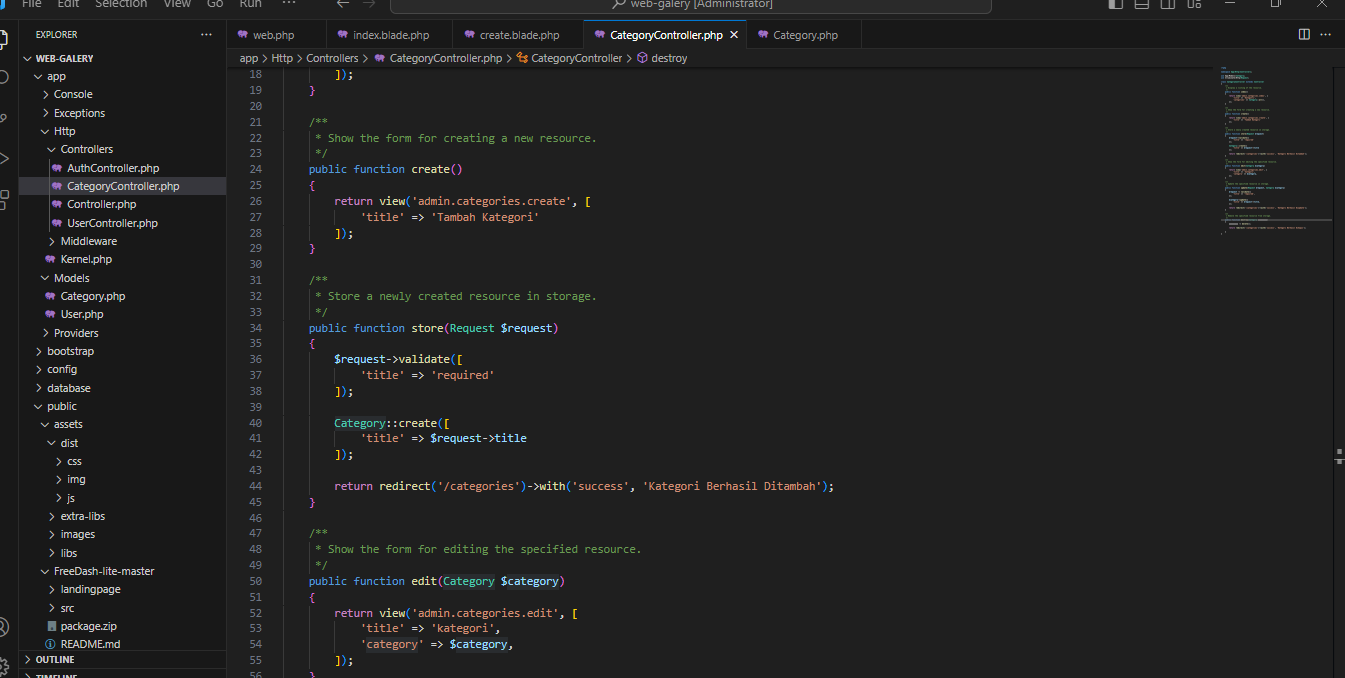 File Edit Selection View Go Run ··· ← → web-galery [Administrator]
EXPLORER ···
web.php index.blade.php create.blade.php CategoryController.php × Category.php ···
app > Http > Controllers > CategoryController.php > CategoryController > destroy
WEB-GALERY
app
Console
Exceptions
Http
Controllers
AuthController.php
CategoryController.php
Controller.php
UserController.php
Middleware
Kernel.php
Models
Category.php
User.php
Providers
bootstrap
config
database
public
assets
dist
css
img
js
extra-libs
images
libs
FreeDash-lite-master
landingpage
src
package.zip
README.md
OUTLINE
TIMELINE
18 ]);
19 }
20
21 /**
22 * Show the form for creating a new resource.
23 */
24 public function create()
25 {
26 return view('admin.categories.create', [
27 'title' => 'Tambah Kategori'
28 ]);
29 }
30
31 /**
32 * Store a newly created resource in storage.
33 */
34 public function store(Request $request)
35 {
36 $request->validate([
37 'title' => 'required'
38 ]);
39
40 Category::create([
41 'title' => $request->title
42 ]);
43
44 return redirect('/categories')->with('success', 'Kategori Berhasil Ditambah');
45 }
46
47 /**
48 * Show the form for editing the specified resource.
49 */
50 public function edit(Category $category)
51 {
52 return view('admin.categories.edit', [
53 'title' => 'kategori',
54 'category' => $category,
55 ]);
56 }